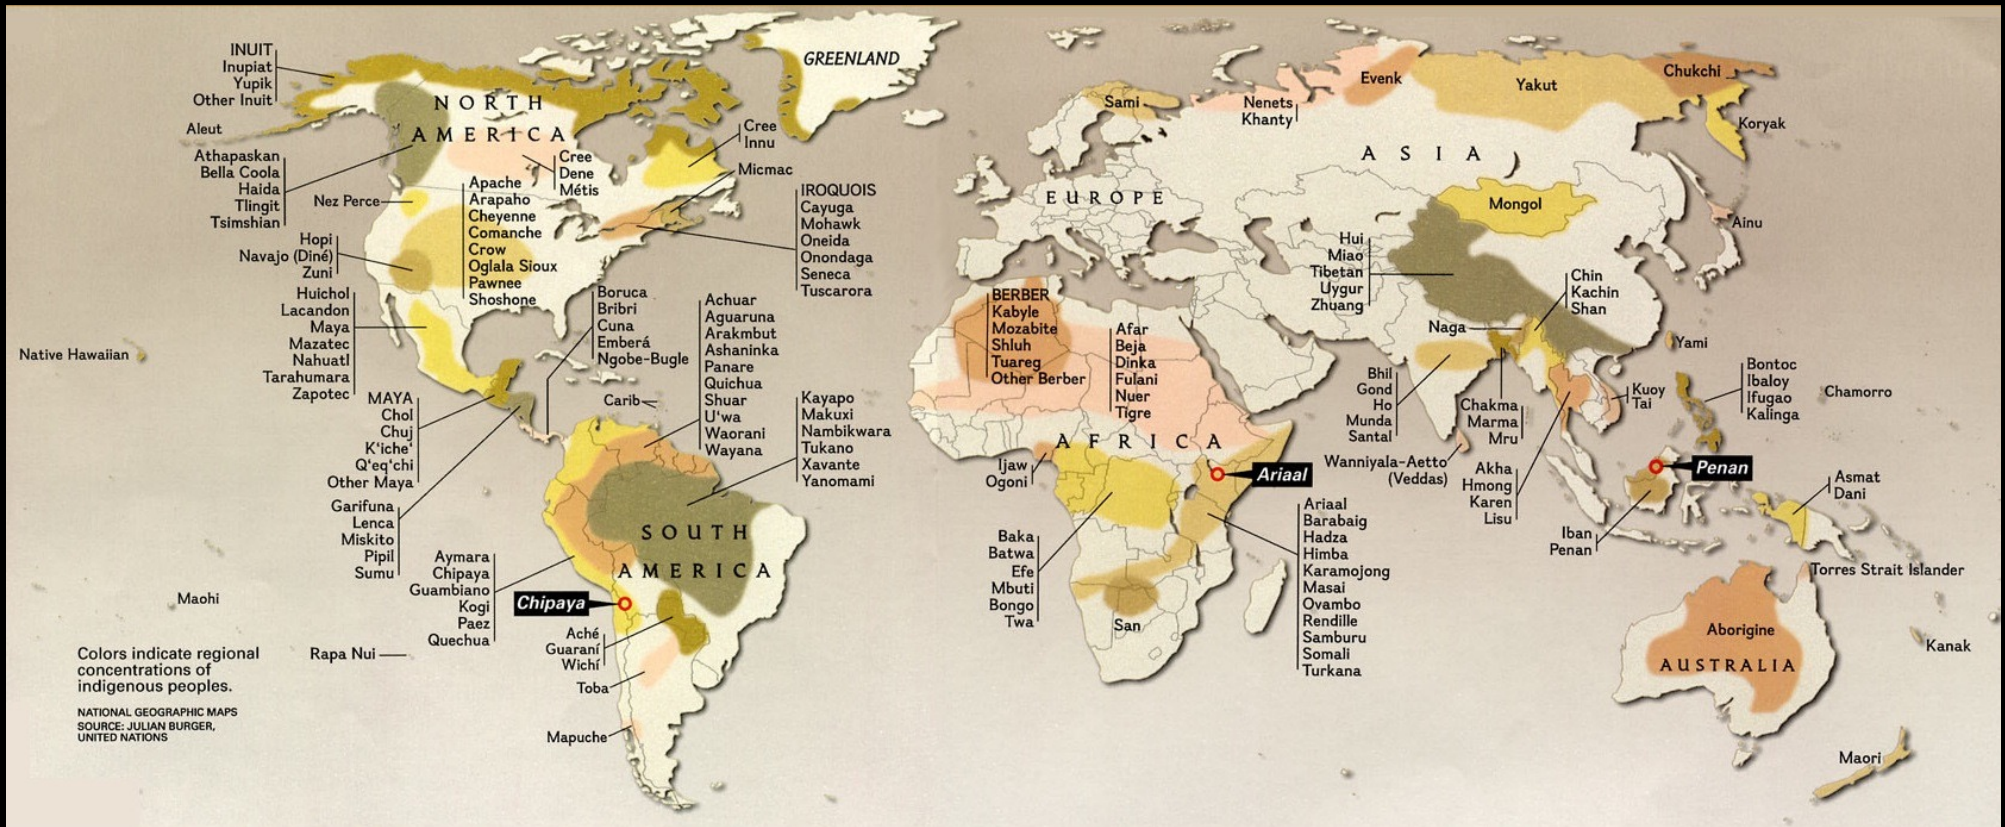 INUIT
Inupiat
Yupik
Other Inuit
Aleut
Athapaskan
Bella Coola
Haida
Tlingit
Tsimshian
Nez Perce
Hopi
Navajo (Diné)
Zuni
Huichol
Lacandon
Maya
Mazatec
Nahuatl
Tarahumara
Zapotec
Native Hawaiian
MAYA
Chol
Chuj
K'iche'
Q'eq'chi
Other Maya
Garifuna
Lenca
Miskito
Pipil
Sumu
NORTH
AMERICA
GREENLAND
Cree
Innu
Micmac
Cree
Dene
Métis
Apache
Arapaho
Cheyenne
Comanche
Crow
Oglala Sioux
Pawnee
Shoshone
IROQUOIS
Cayuga
Mohawk
Oneida
Onondaga
Seneca
Tuscarora
Boruca
Bribri
Cuna
Emberá
Ngobe-Bugle
Carib
Achuar
Aguaruna
Arakmbut
Ashaninka
Panare
Quichua
Shuar
U'wa
Waorani
Wayana
Kayapo
Makuxi
Nambikwara
Tukano
Xavante
Yanomami
SOUTH
AMERICA
Aymara
Chipaya
Guambiano
Kogi
Paez
Quechua
Chipaya
Aché
Guaraní
Wichí
Toba
Mapuche
Maohi
Rapa Nui
Colors indicate regional
concentrations of
indigenous peoples.
NATIONAL GEOGRAPHIC MAPS
SOURCE: JULIAN BURGER,
UNITED NATIONS
EUROPE
Sami
Nenets
Khanty
Evenk
Yakut
Chukchi
Koryak
ASIA
Mongol
Ainu
Hui
Miao
Tibetan
Uygur
Zhuang
Chin
Kachin
Shan
Naga
Yami
Bhil
Gond
Ho
Munda
Santal
Chakma
Marma
Mru
Wanniyala-Aetto
(Veddas)
Akha
Hmong
Karen
Lisu
Kuoy
Tai
Bontoc
Ibaloy
Ifugao
Kalinga
Chamorro
Penan
Iban
Penan
Asmat
Dani
Torres Strait Islander
Aborigine
AUSTRALIA
Kanak
Maori
BERBER
Kabyle
Mozabite
Shluh
Tuareg
Other Berber
Afar
Beja
Dinka
Fulani
Nuer
Tigre
AFRICA
Ijaw
Ogoni
Ariaal
Baka
Batwa
Efe
Mbuti
Bongo
Twa
San
Ariaal
Barabaig
Hadza
Himba
Karamojong
Masai
Ovambo
Rendille
Samburu
Somali
Turkana